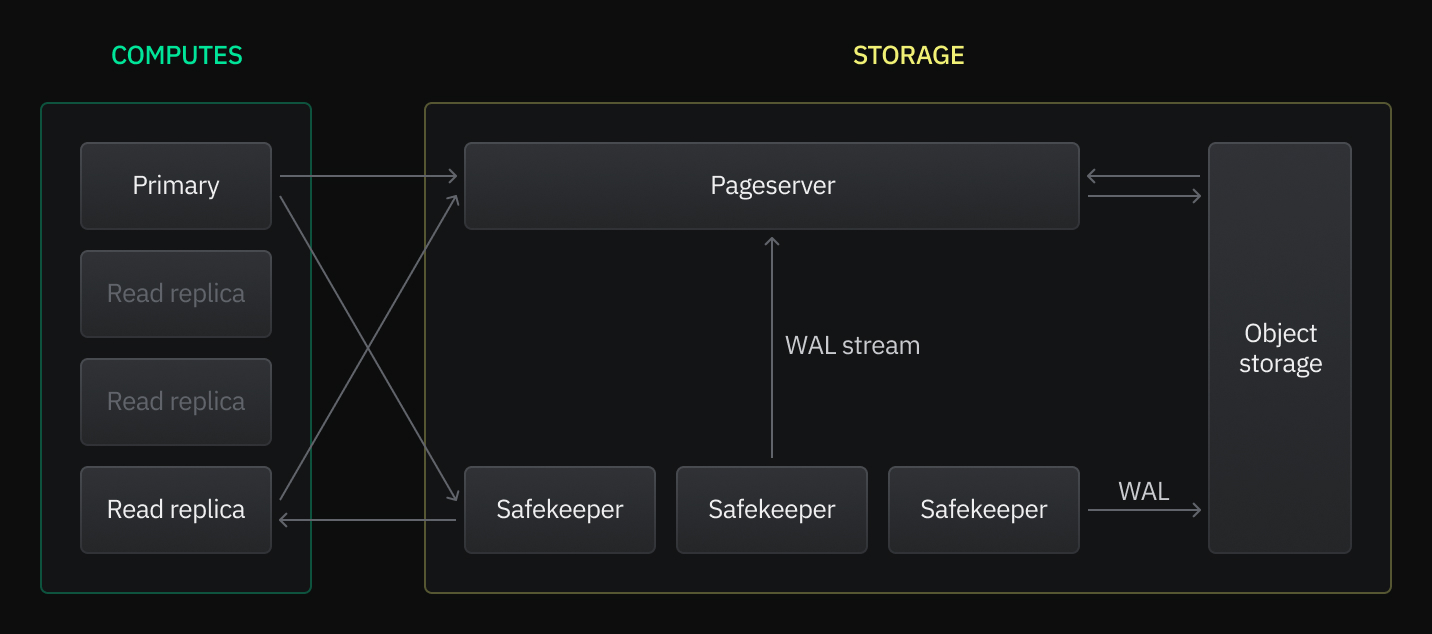 COMPUTES
STORAGE
Primary
Read replica
Read replica
Read replica
Pageserver
WAL stream
Safekeeper
Safekeeper
Safekeeper
WAL
Object
storage